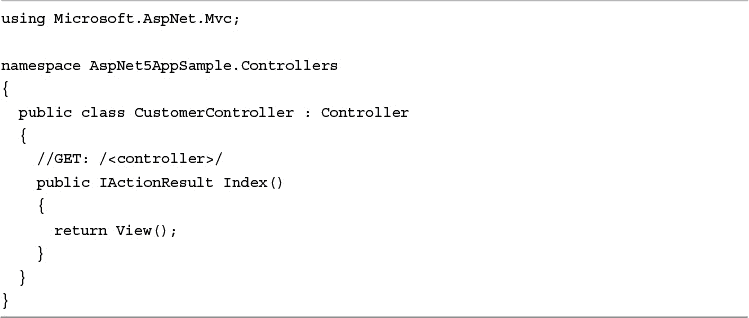 using Microsoft.AspNet.Mvc;

namespace AspNet5AppSample.Controllers
{
  public class CustomerController : Controller
  {
    //GET: /<controller>/
    public IActionResult Index()
    {
      return View();
    }
  }
}